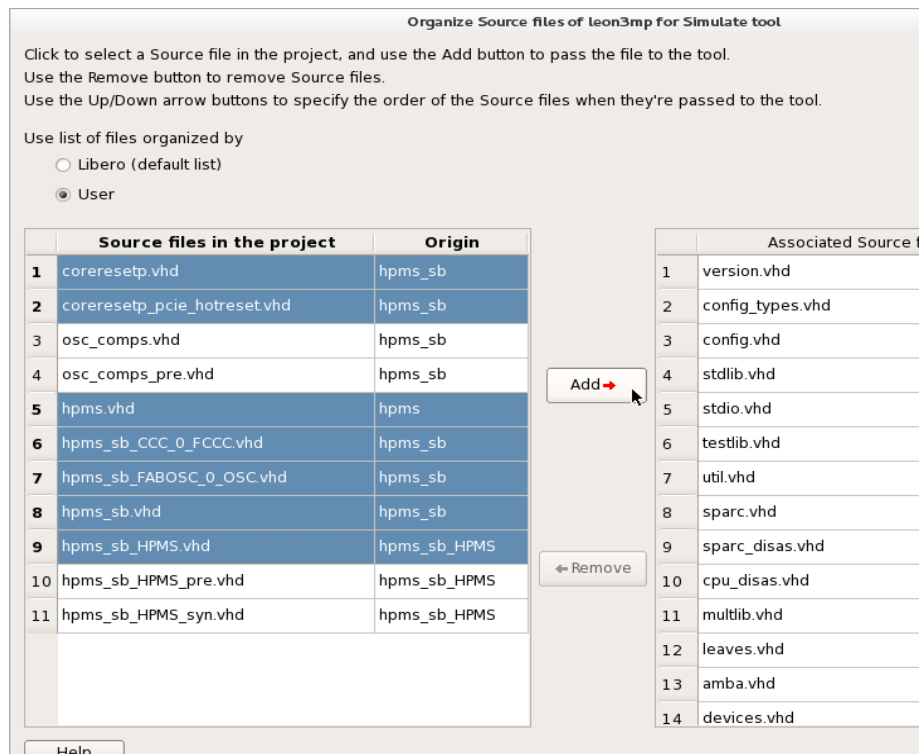 Organize Source files of leon3mp for Simulate tool
Click to select a Source file in the project, and use the Add button to pass the file to the tool.
Use the Remove button to remove Source files.
Use the Up/Down arrow buttons to specify the order of the Source files when they're passed to the tool.
Use list of files organized by
Libero (default list)
User
Source files in the project Origin
1 coreresetp.vhd hpms_sb
2 coreresetp_pcie_hotreset.vhd hpms_sb
3 osc_comps.vhd hpms_sb
4 osc_comps_pre.vhd hpms_sb
5 hpms.vhd hpms
6 hpms_sb_CCC_0_FCCC.vhd hpms_sb
7 hpms_sb_FABOSC_0_OSC.vhd hpms_sb
8 hpms_sb.vhd hpms_sb
9 hpms_sb_HPMS.vhd hpms_sb_HPMS
10 hpms_sb_HPMS_pre.vhd hpms_sb_HPMS
11 hpms_sb_HPMS_syn.vhd hpms_sb_HPMS
Add
Remove
Associated Source f
1 version.vhd
2 config_types.vhd
3 config.vhd
4 stdlib.vhd
5 stdio.vhd
6 testlib.vhd
7 util.vhd
8 sparc.vhd
9 sparc_disas.vhd
10 cpu_disas.vhd
11 multlib.vhd
12 leaves.vhd
13 amba.vhd
14 devices.vhd
Help